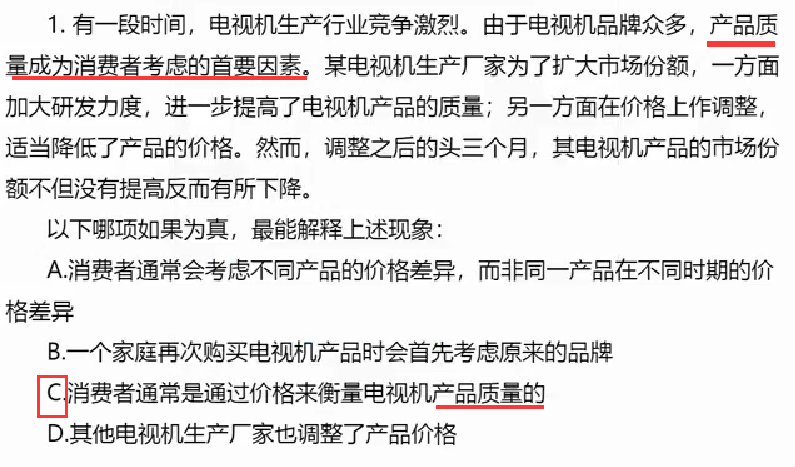 1. 有一段时间，电视机生产行业竞争激烈。由于电视机品牌众多，产品质
量成为消费者考虑的首要因素。某电视机生产厂家为了扩大市场份额，一方面
加大研发力度，进一步提高了电视机产品的质量；另一方面在价格上作调整，
适当降低了产品的价格。然而，调整之后的头三个月，其电视机产品的市场份
额不但没有提高反而有所下降。
以下哪项如果为真，最能解释上述现象：
A.消费者通常会考虑不同产品的价格差异，而非同一产品在不同时期的价
格差异
B.一个家庭再次购买电视机产品时会首先考虑原来的品牌
C.消费者通常是通过价格来衡量电视机产品质量的
D.其他电视机生产厂家也调整了产品价格